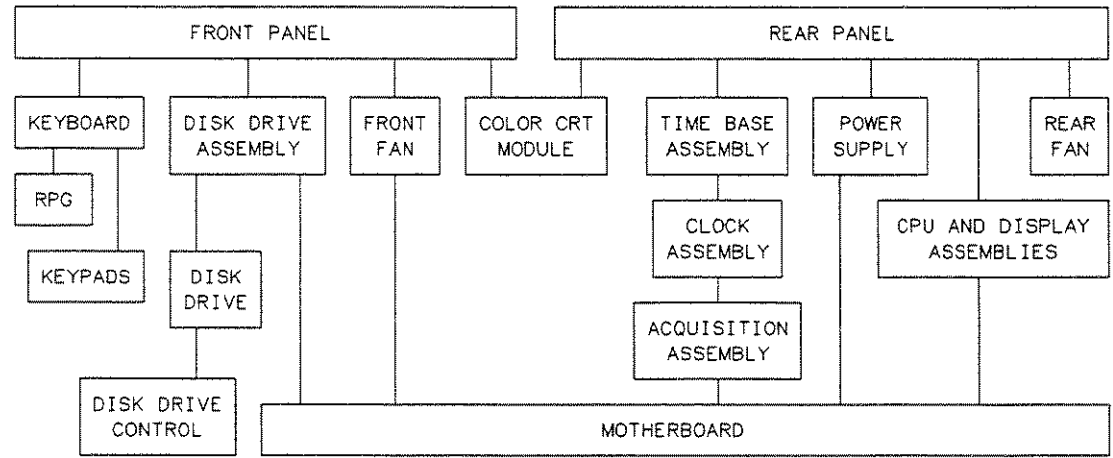 FRONT PANEL
REAR PANEL
KEYBOARD
DISK DRIVE
ASSEMBLY
FRONT
FAN
COLOR CRT
MODULE
TIME BASE
ASSEMBLY
POWER
SUPPLY
REAR
FAN
RPG
CLOCK
ASSEMBLY
CPU AND DISPLAY
ASSEMBLIES
KEYPADS
DISK
DRIVE
ACQUISITION
ASSEMBLY
DISK DRIVE
CONTROL
MOTHERBOARD